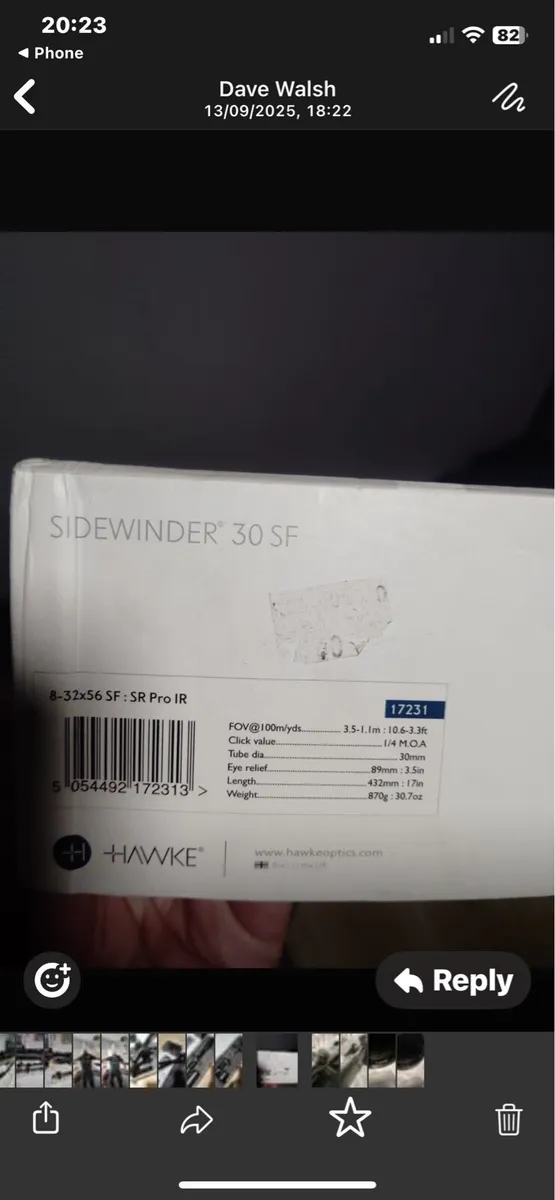 20:23
82
Phone
Dave Walsh
13/09/2025, 18:22
SIDEWINDER® 30 SF
8-32x56 SF : SR Pro IR
17231
FOV@100m/yds.............. 3.5-1.1m : 10.6-3.3ft
Click value.......................................1/4 M.O.A
Tube dia.................................................30mm
Eye relief......................................89mm : 3.5in
Length.........................................432mm : 17in
Weight........................................870g : 30.7oz
5 054492 172313 >
HAWKE®
www.hawkeoptics.com
Reply